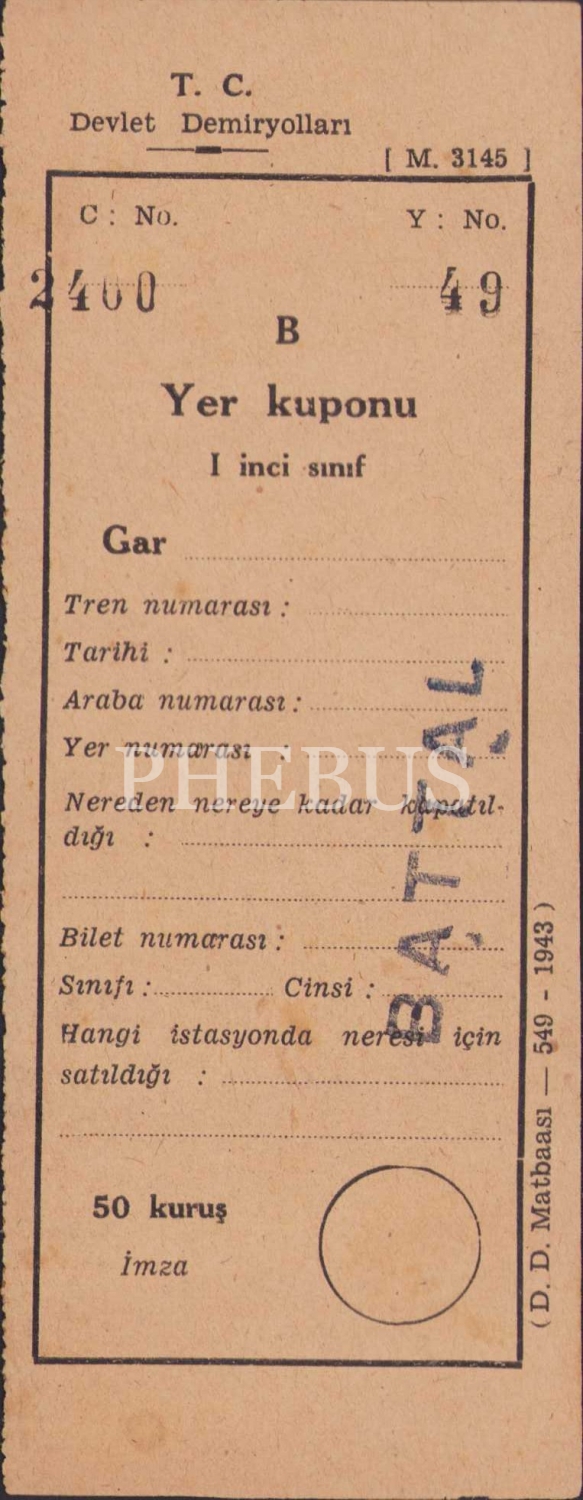 T. C.
Devlet Demiryolları
[ M. 3145 ]
C : No. Y : No.
2400 49
B
Yer kuponu
I inci sınıf
Gar
Tren numarası :
Tarihi :
Araba numarası :
Yer numarası :
PHEBUS
Nereden nereye kadar kapatıl-
dığı :
Bilet numarası :
Sınıfı : Cinsi :
Hangi istasyonda neresi için
satıldığı :
50 kuruş
İmza
BATTAL
( D. D. Matbaası — 549 - 1943 )